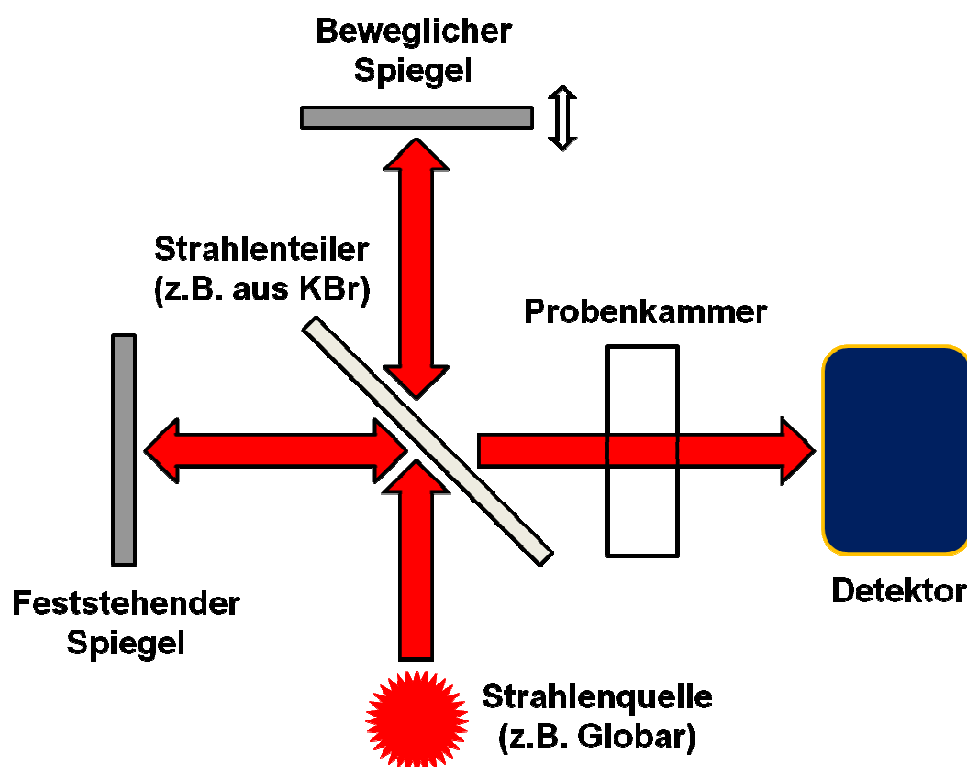 Beweglicher
Spiegel
Strahlenteiler
(z.B. aus KBr)
Probenkammer
Feststehender
Spiegel
Detektor
Strahlenquelle
(z.B. Globar)